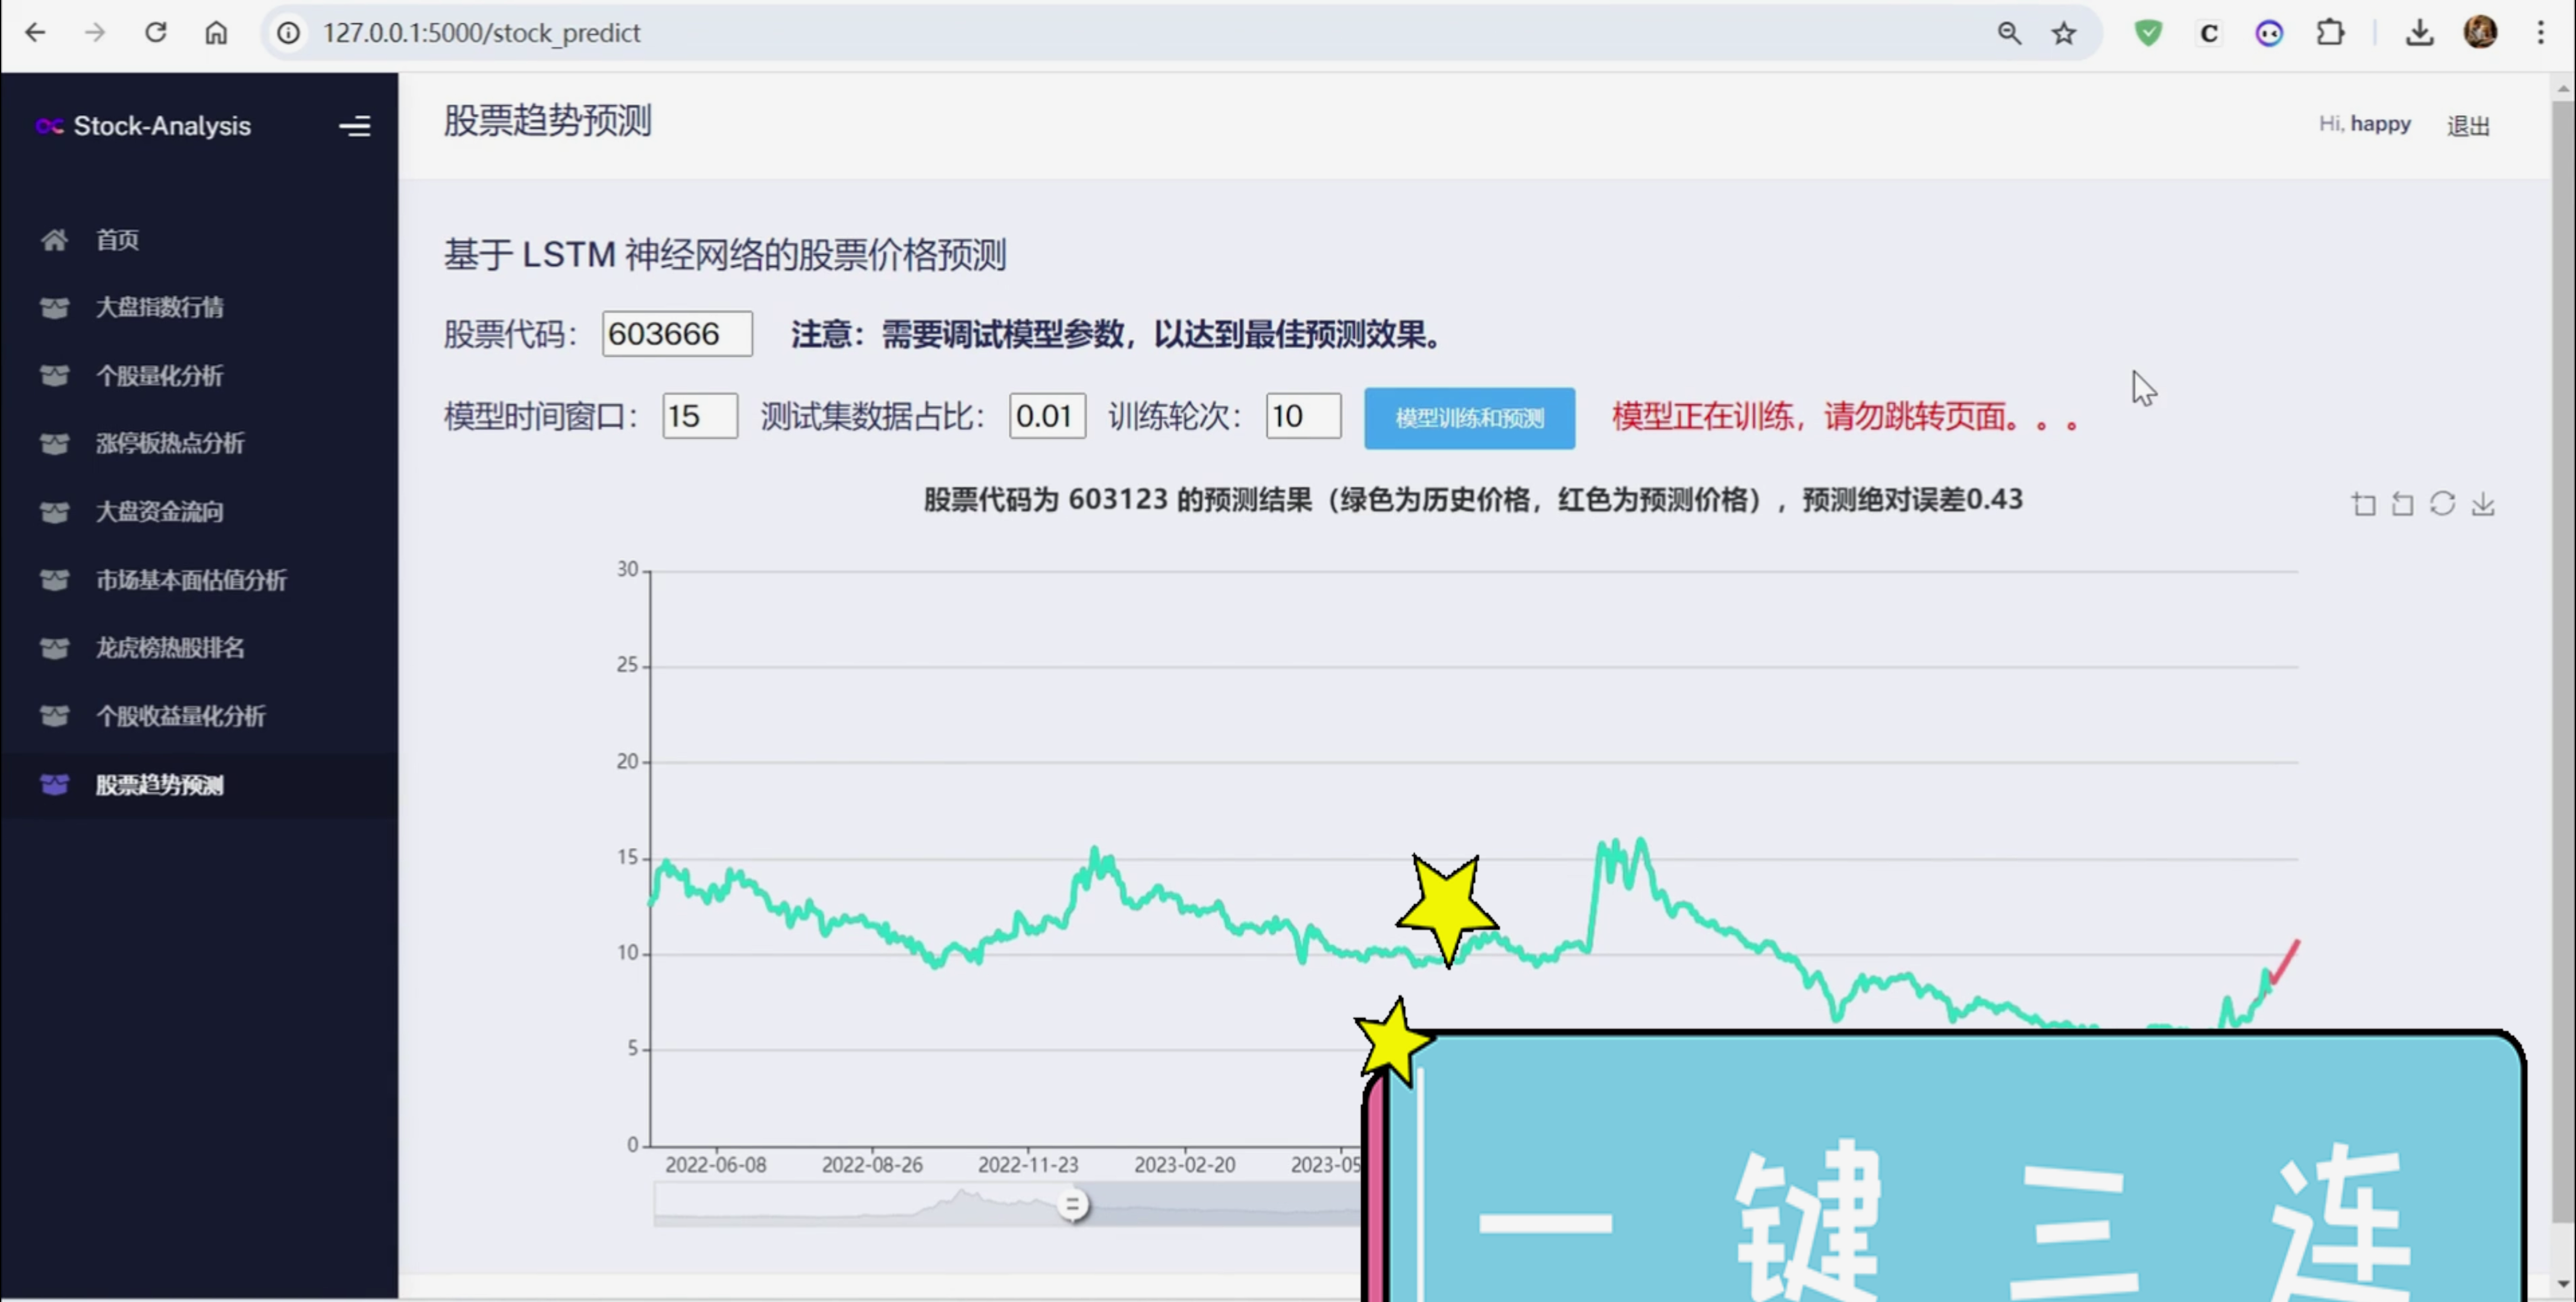 127.0.0.1:5000/stock_predict
C
Stock-Analysis
股票趋势预测
Hi, happy
退出
首页
大盘指数行情
个股量化分析
涨停板热点分析
大盘资金流向
市场基本面估值分析
龙虎榜热股排名
个股收益量化分析
股票趋势预测
基于 LSTM 神经网络的股票价格预测
股票代码： 603666 注意：需要调试模型参数，以达到最佳预测效果。
模型时间窗口： 15 测试集数据占比： 0.01 训练轮次： 10 模型训练和预测 模型正在训练，请勿跳转页面。。。
股票代码为 603123 的预测结果（绿色为历史价格，红色为预测价格），预测绝对误差0.43
30
25
20
15
10
5
0
2022-06-08 2022-08-26 2022-11-23 2023-02-20 2023-05
一键三连